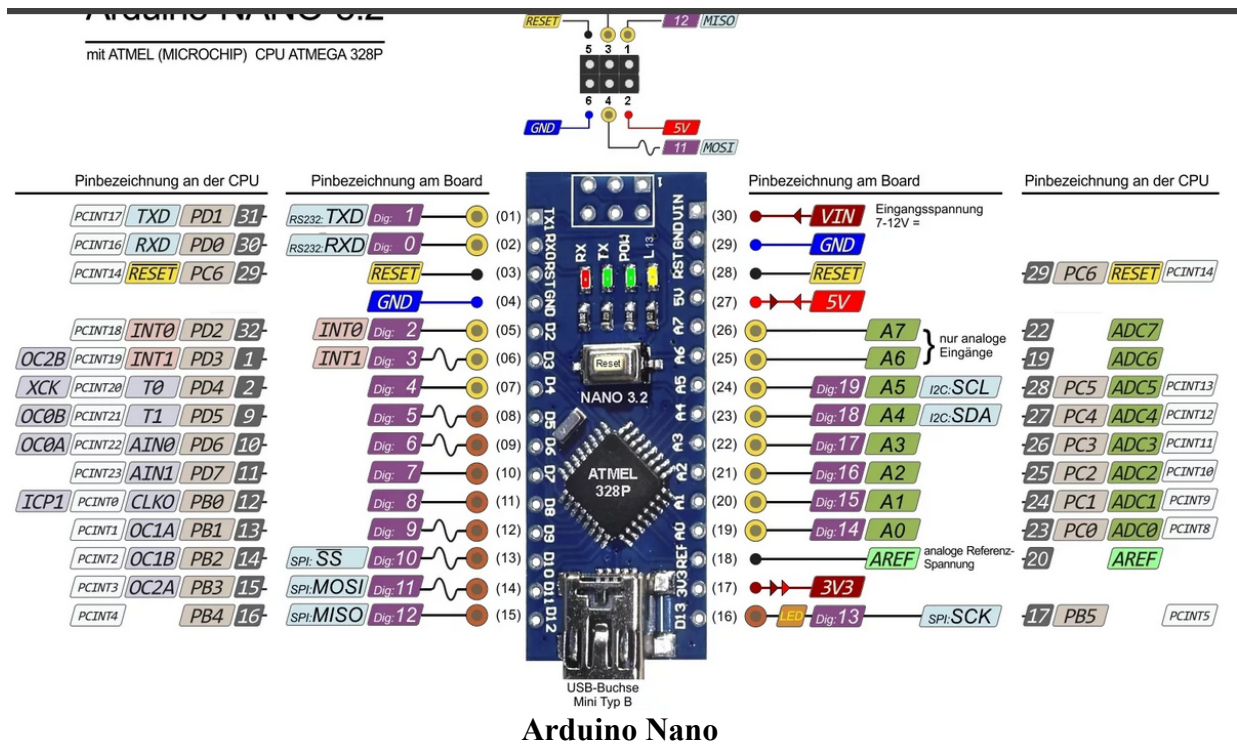 Arduino NANO 3.2
mit ATMEL (MICROCHIP) CPU ATMEGA 328P
RESET 12 MISO
5 3 1
6 4 2
GND 5V
11 MOSI
Pinbezeichnung an der CPU Pinbezeichnung am Board Pinbezeichnung am Board Pinbezeichnung an der CPU
PCINT17 TXD PD1 31 RS232:TXD Dig: 1 (01) TX1 VIN (30) VIN Eingangsspannung
7-12V =
PCINT16 RXD PD0 30 RS232:RXD Dig: 0 (02) RX0 GND (29) GND
PCINT14 RESET PC6 29 RESET (03) RST RST (28) RESET 29 PC6 RESET PCINT14
GND (04) GND 5V (27) 5V
PCINT18 INT0 PD2 32 INT0 Dig: 2 (05) D2 A7 (26) A7 22 ADC7
nur analoge
Eingänge
OC2B PCINT19 INT1 PD3 1 INT1 Dig: 3 (06) D3 A6 (25) A6 19 ADC6
XCK PCINT20 T0 PD4 2 Dig: 4 (07) D4 A5 (24) Dig:19 A5 I2C:SCL 28 PC5 ADC5 PCINT13
OC0B PCINT21 T1 PD5 9 Dig: 5 (08) D5 A4 (23) Dig:18 A4 I2C:SDA 27 PC4 ADC4 PCINT12
OC0A PCINT22 AIN0 PD6 10 Dig: 6 (09) D6 A3 (22) Dig:17 A3 26 PC3 ADC3 PCINT11
PCINT23 AIN1 PD7 11 Dig: 7 (10) D7 A2 (21) Dig:16 A2 25 PC2 ADC2 PCINT10
ICP1 PCINT0 CLKO PB0 12 Dig: 8 (11) D8 A1 (20) Dig:15 A1 24 PC1 ADC1 PCINT9
PCINT1 OC1A PB1 13 Dig: 9 (12) D9 A0 (19) Dig:14 A0 23 PC0 ADC0 PCINT8
PCINT2 OC1B PB2 14 SPI:SS Dig:10 (13) D10 REF (18) AREF analoge Referenz-
Spannung 20 AREF
PCINT3 OC2A PB3 15 SPI:MOSI Dig:11 (14) D11 3V3 (17) 3V3
PCINT4 PB4 16 SPI:MISO Dig:12 (15) D12 D13 (16) LED Dig:13 SPI:SCK 17 PB5 PCINT5
1
RX TX POW L 13
Reset
NANO 3.2
ATMEL
328P
USB-Buchse
Mini Typ B
Arduino Nano